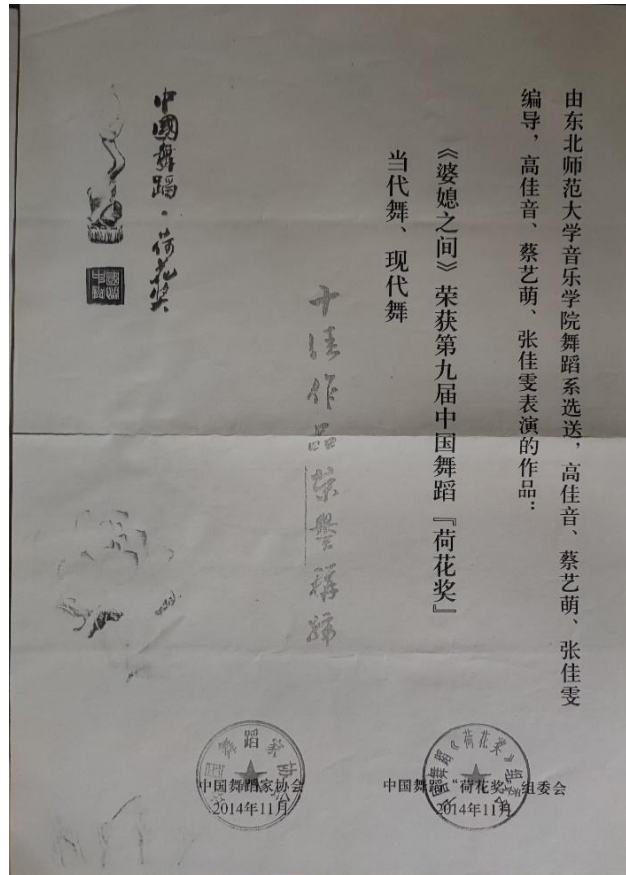 由东北师范大学音乐学院舞蹈系选送，高佳音、蔡艺萌、张佳雯
编导，高佳音、蔡艺萌、张佳雯表演的作品：
《婆媳之间》荣获第九届中国舞蹈『荷花奖』
当代舞、现代舞
十佳作品荣誉称号
中國舞蹈·荷花奖
中国舞蹈家协会
2014年11月
中国舞蹈“荷花奖”组委会
2014年11月